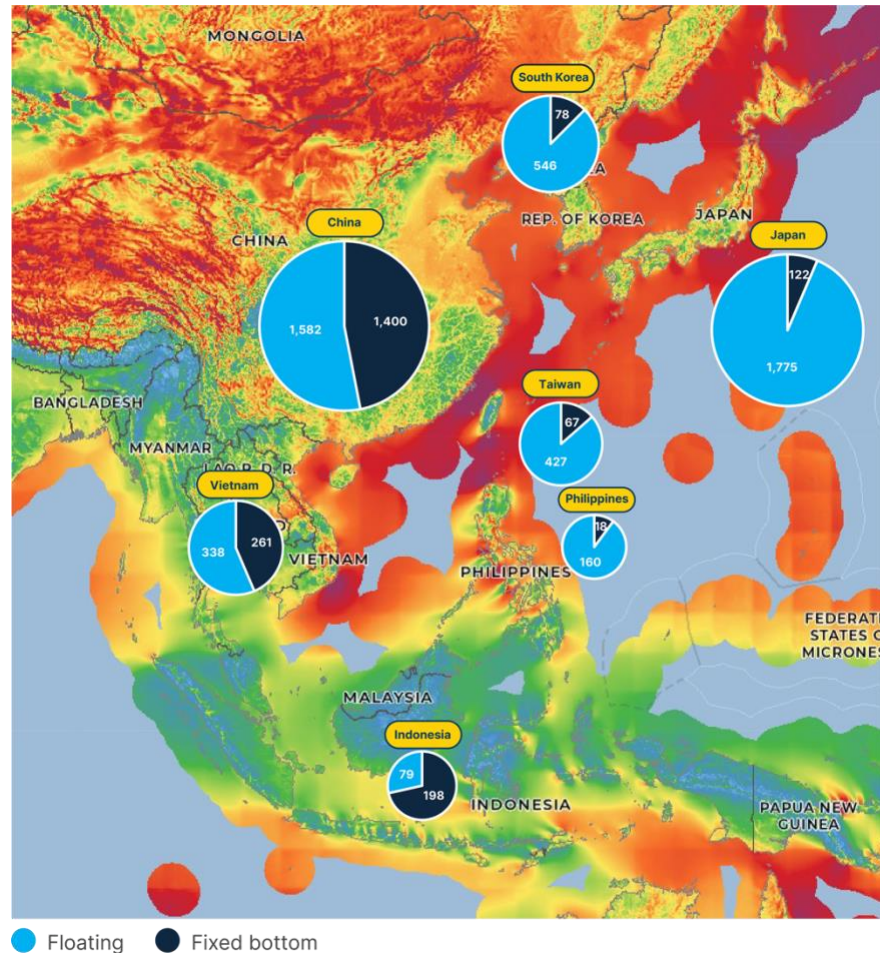 MONGOLIA
South Korea
78
546
REP. OF KOREA
JAPAN
China
CHINA
1,582
1,400
Japan
122
1,775
BANGLADESH
MYANMAR
Taiwan
67
427
Vietnam
338
261
VIETNAM
Philippines
18
160
PHILIPPINES
STATES
MALAYSIA
Indonesia
79
198
INDONESIA
PAPUA NEW
GUINEA
Floating
Fixed bottom